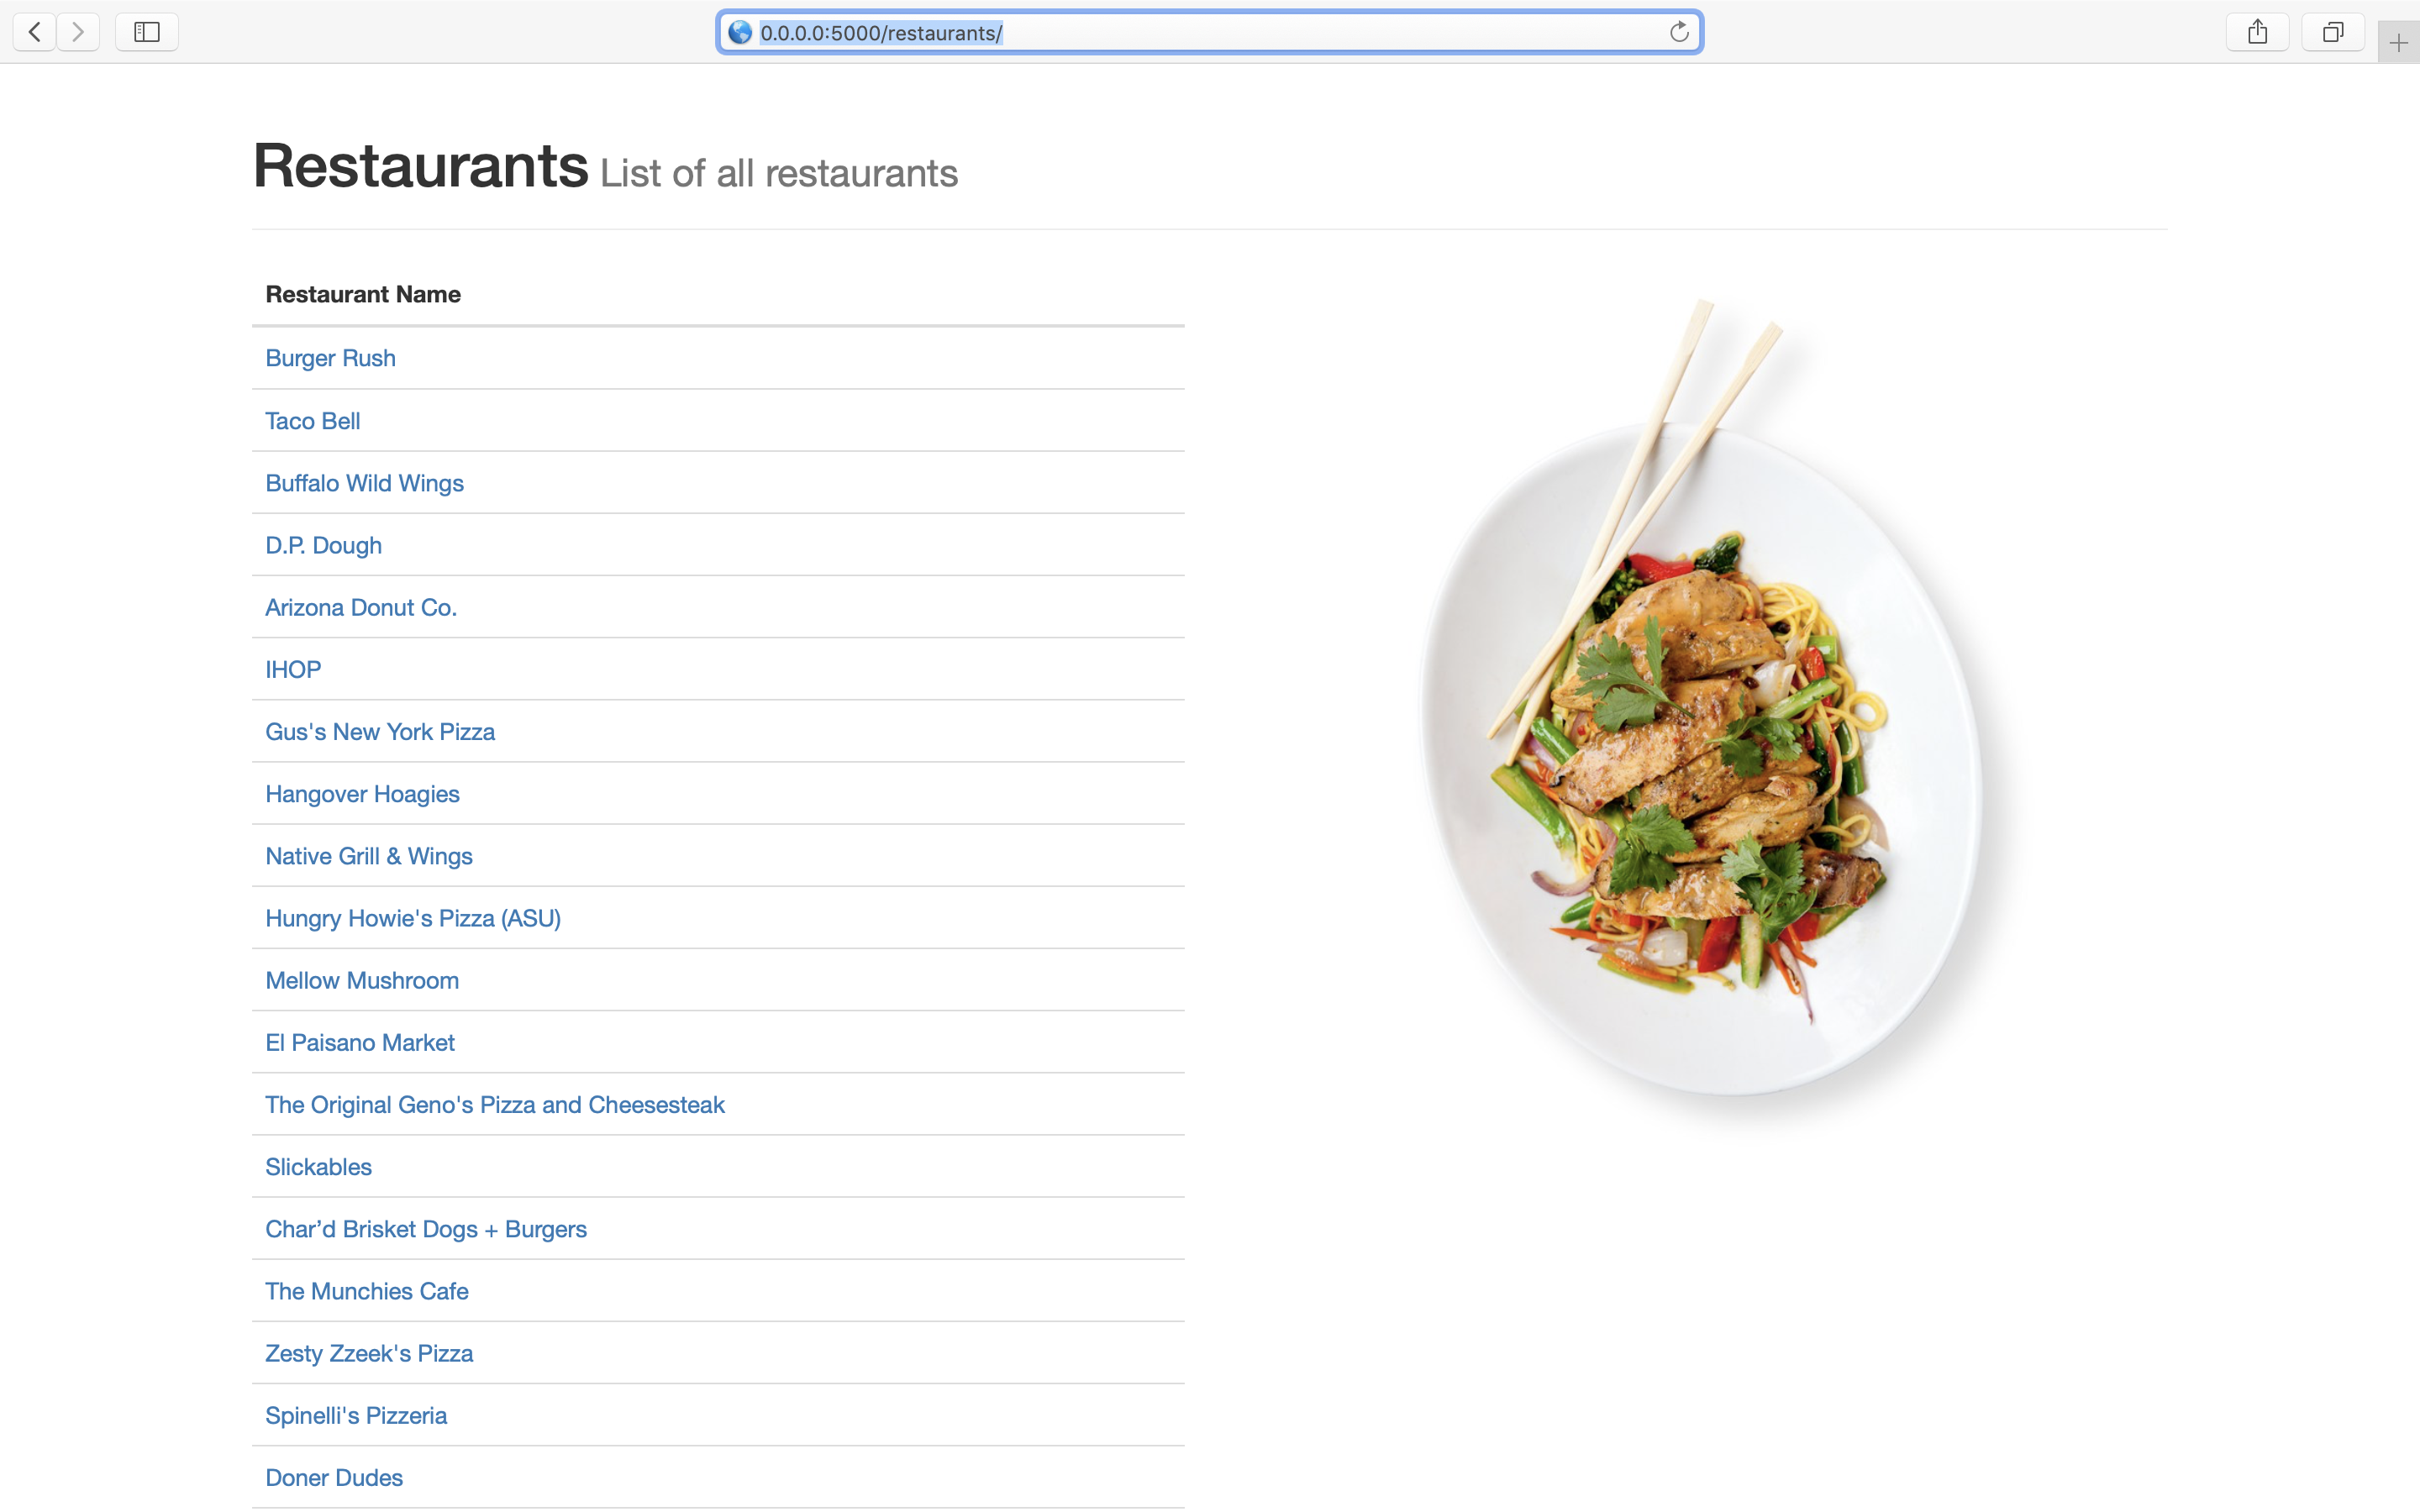 0.0.0.0:5000/restaurants/
Restaurants List of all restaurants
Restaurant Name
Burger Rush
Taco Bell
Buffalo Wild Wings
D.P. Dough
Arizona Donut Co.
IHOP
Gus's New York Pizza
Hangover Hoagies
Native Grill & Wings
Hungry Howie's Pizza (ASU)
Mellow Mushroom
El Paisano Market
The Original Geno's Pizza and Cheesesteak
Slickables
Char’d Brisket Dogs + Burgers
The Munchies Cafe
Zesty Zzeek's Pizza
Spinelli's Pizzeria
Doner Dudes